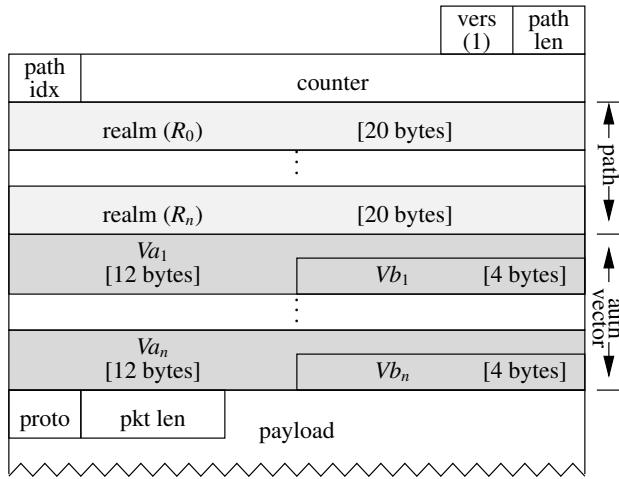 vers path
(1) len
path
idx counter
realm (R₀) [20 bytes]
⋮
realm (Rₙ) [20 bytes]
path
Va₁
[12 bytes] Vb₁ [4 bytes]
⋮
auth
vector
Vaₙ
[12 bytes] Vbₙ [4 bytes]
proto pkt len payload